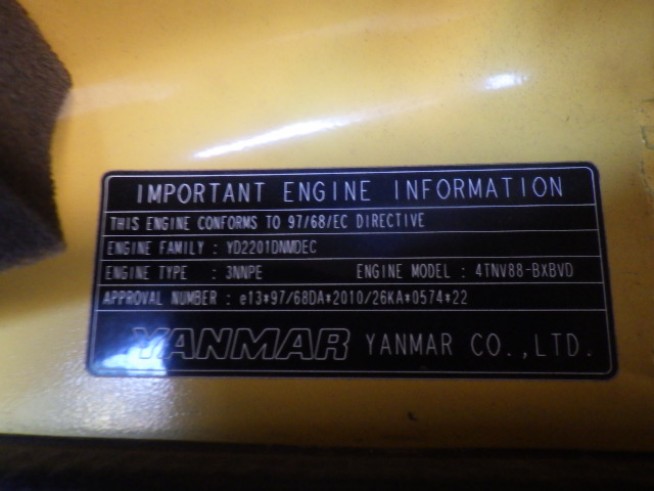 IMPORTANT ENGINE INFORMATION
THIS ENGINE CONFORMS TO 97/68/EC DIRECTIVE
ENGINE FAMILY : YD2201DNMDEC
ENGINE TYPE : 3NNPE ENGINE MODEL : 4TNV88-BXBVD
APPROVAL NUMBER : e13*97/68DA*2010/26KA*0574*22
YANMAR YANMAR CO.,LTD.